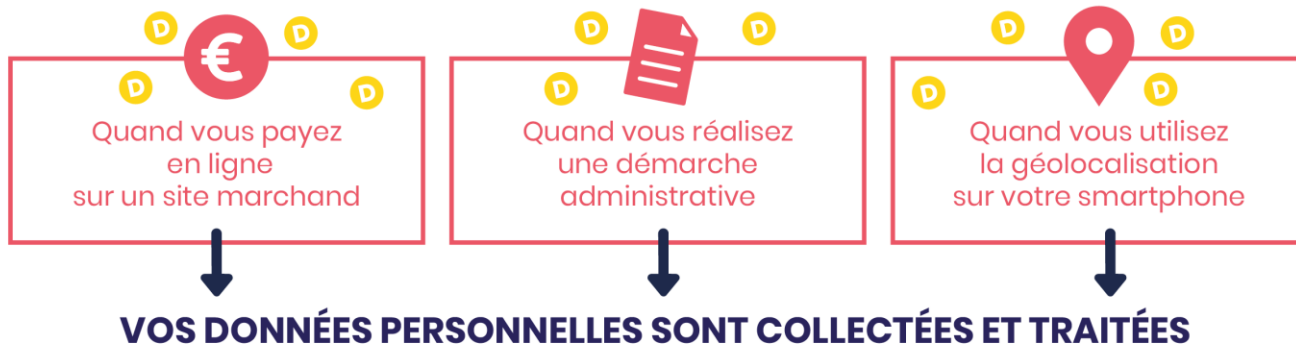 D D D D
€
Quand vous payez
en ligne
sur un site marchand
D D D
Quand vous réalisez
une démarche
administrative
D D D D
Quand vous utilisez
la géolocalisation
sur votre smartphone
VOS DONNÉES PERSONNELLES SONT COLLECTÉES ET TRAITÉES